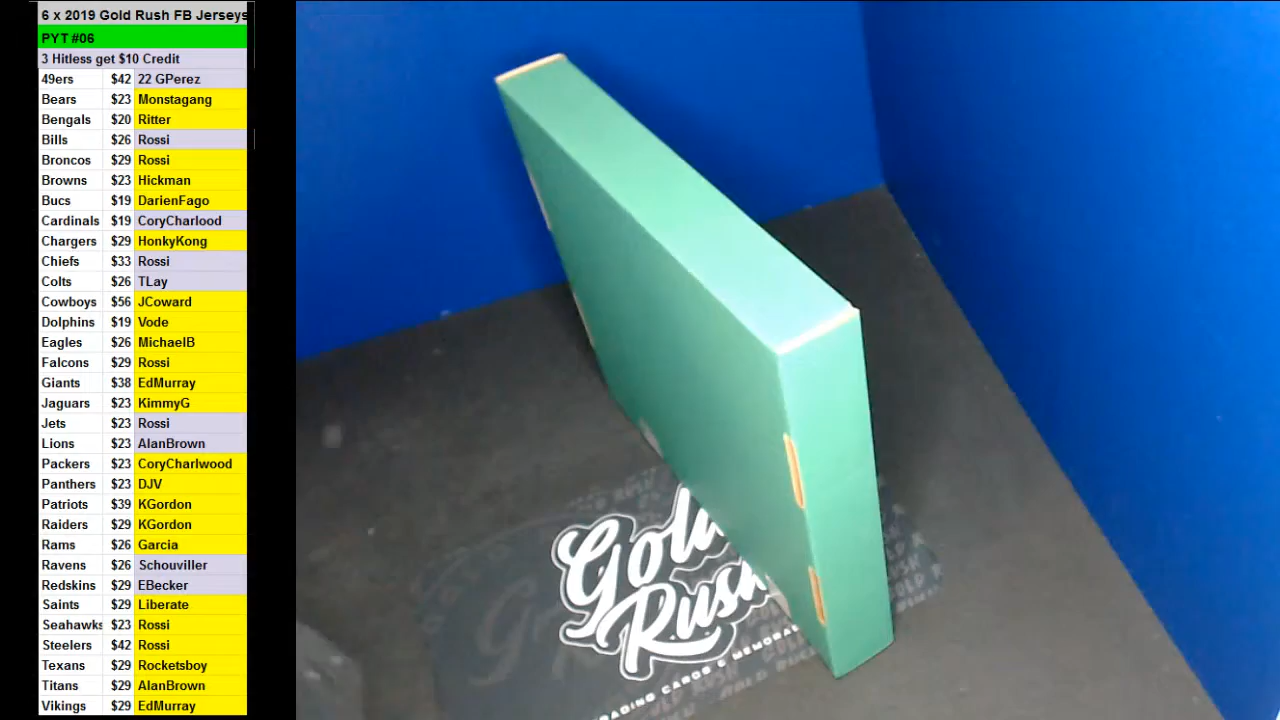 6 x 2019 Gold Rush FB Jerseys
PYT #06
3 Hitless get $10 Credit
49ers $42 22 GPerez
Bears $23 Monstagang
Bengals $20 Ritter
Bills $26 Rossi
Broncos $29 Rossi
Browns $23 Hickman
Bucs $19 DarienFago
Cardinals $19 CoryCharlood
Chargers $29 HonkyKong
Chiefs $33 Rossi
Colts $26 TLay
Cowboys $56 JCoward
Dolphins $19 Vode
Eagles $26 MichaelB
Falcons $29 Rossi
Giants $38 EdMurray
Jaguars $23 KimmyG
Jets $23 Rossi
Lions $23 AlanBrown
Packers $23 CoryCharlwood
Panthers $23 DJV
Patriots $39 KGordon
Raiders $29 KGordon
Rams $26 Garcia
Ravens $26 Schouviller
Redskins $29 EBecker
Saints $29 Liberate
Seahawks $23 Rossi
Steelers $42 Rossi
Texans $29 Rocketsboy
Titans $29 AlanBrown
Vikings $29 EdMurray
Gold
Rush